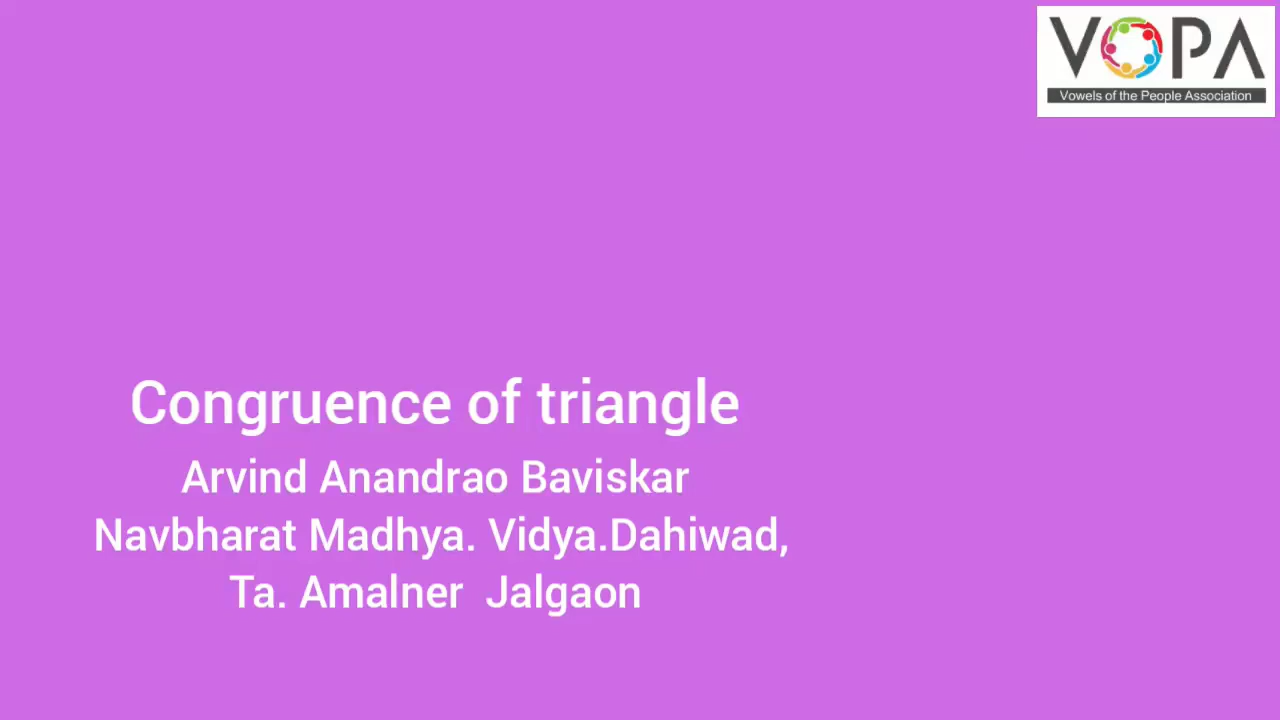 VOPA
Vowels of the People Association
Congruence of triangle
Arvind Anandrao Baviskar
Navbharat Madhya. Vidya.Dahiwad,
Ta. Amalner  Jalgaon